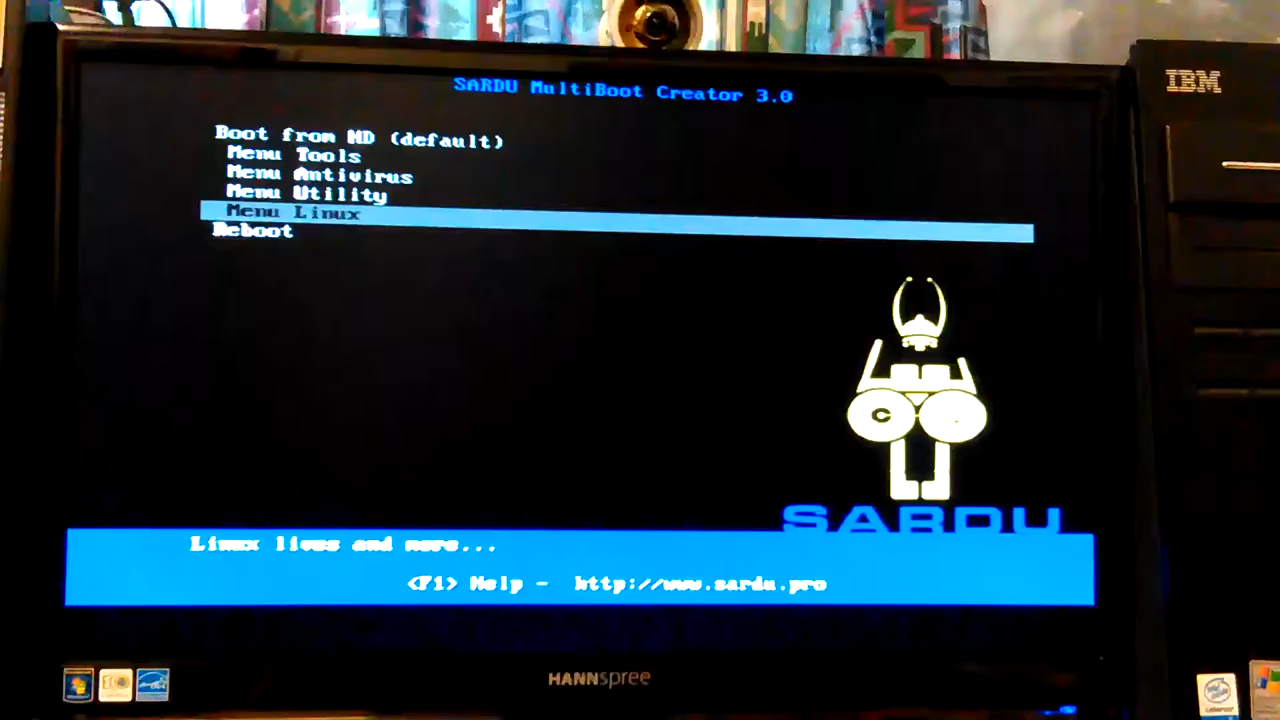 SARDU MultiBoot Creator 3.0
IBM
Boot from HD (default)
Menu Tools
Menu Antivirus
Menu Utility
Menu Linux
Reboot
SARDU
Linux lives and more...
<F1> Help - http://www.sardu.pro
HANNspree
ECO